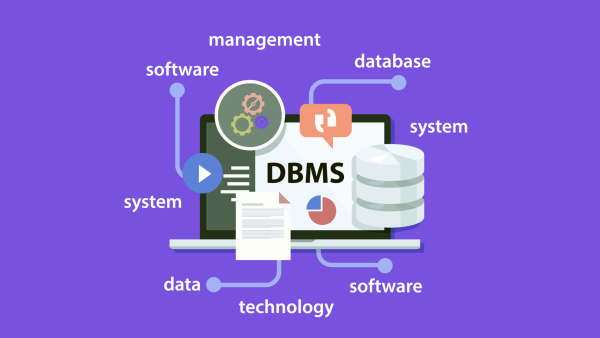 management
software
database
system
DBMS
system
data
software
technology